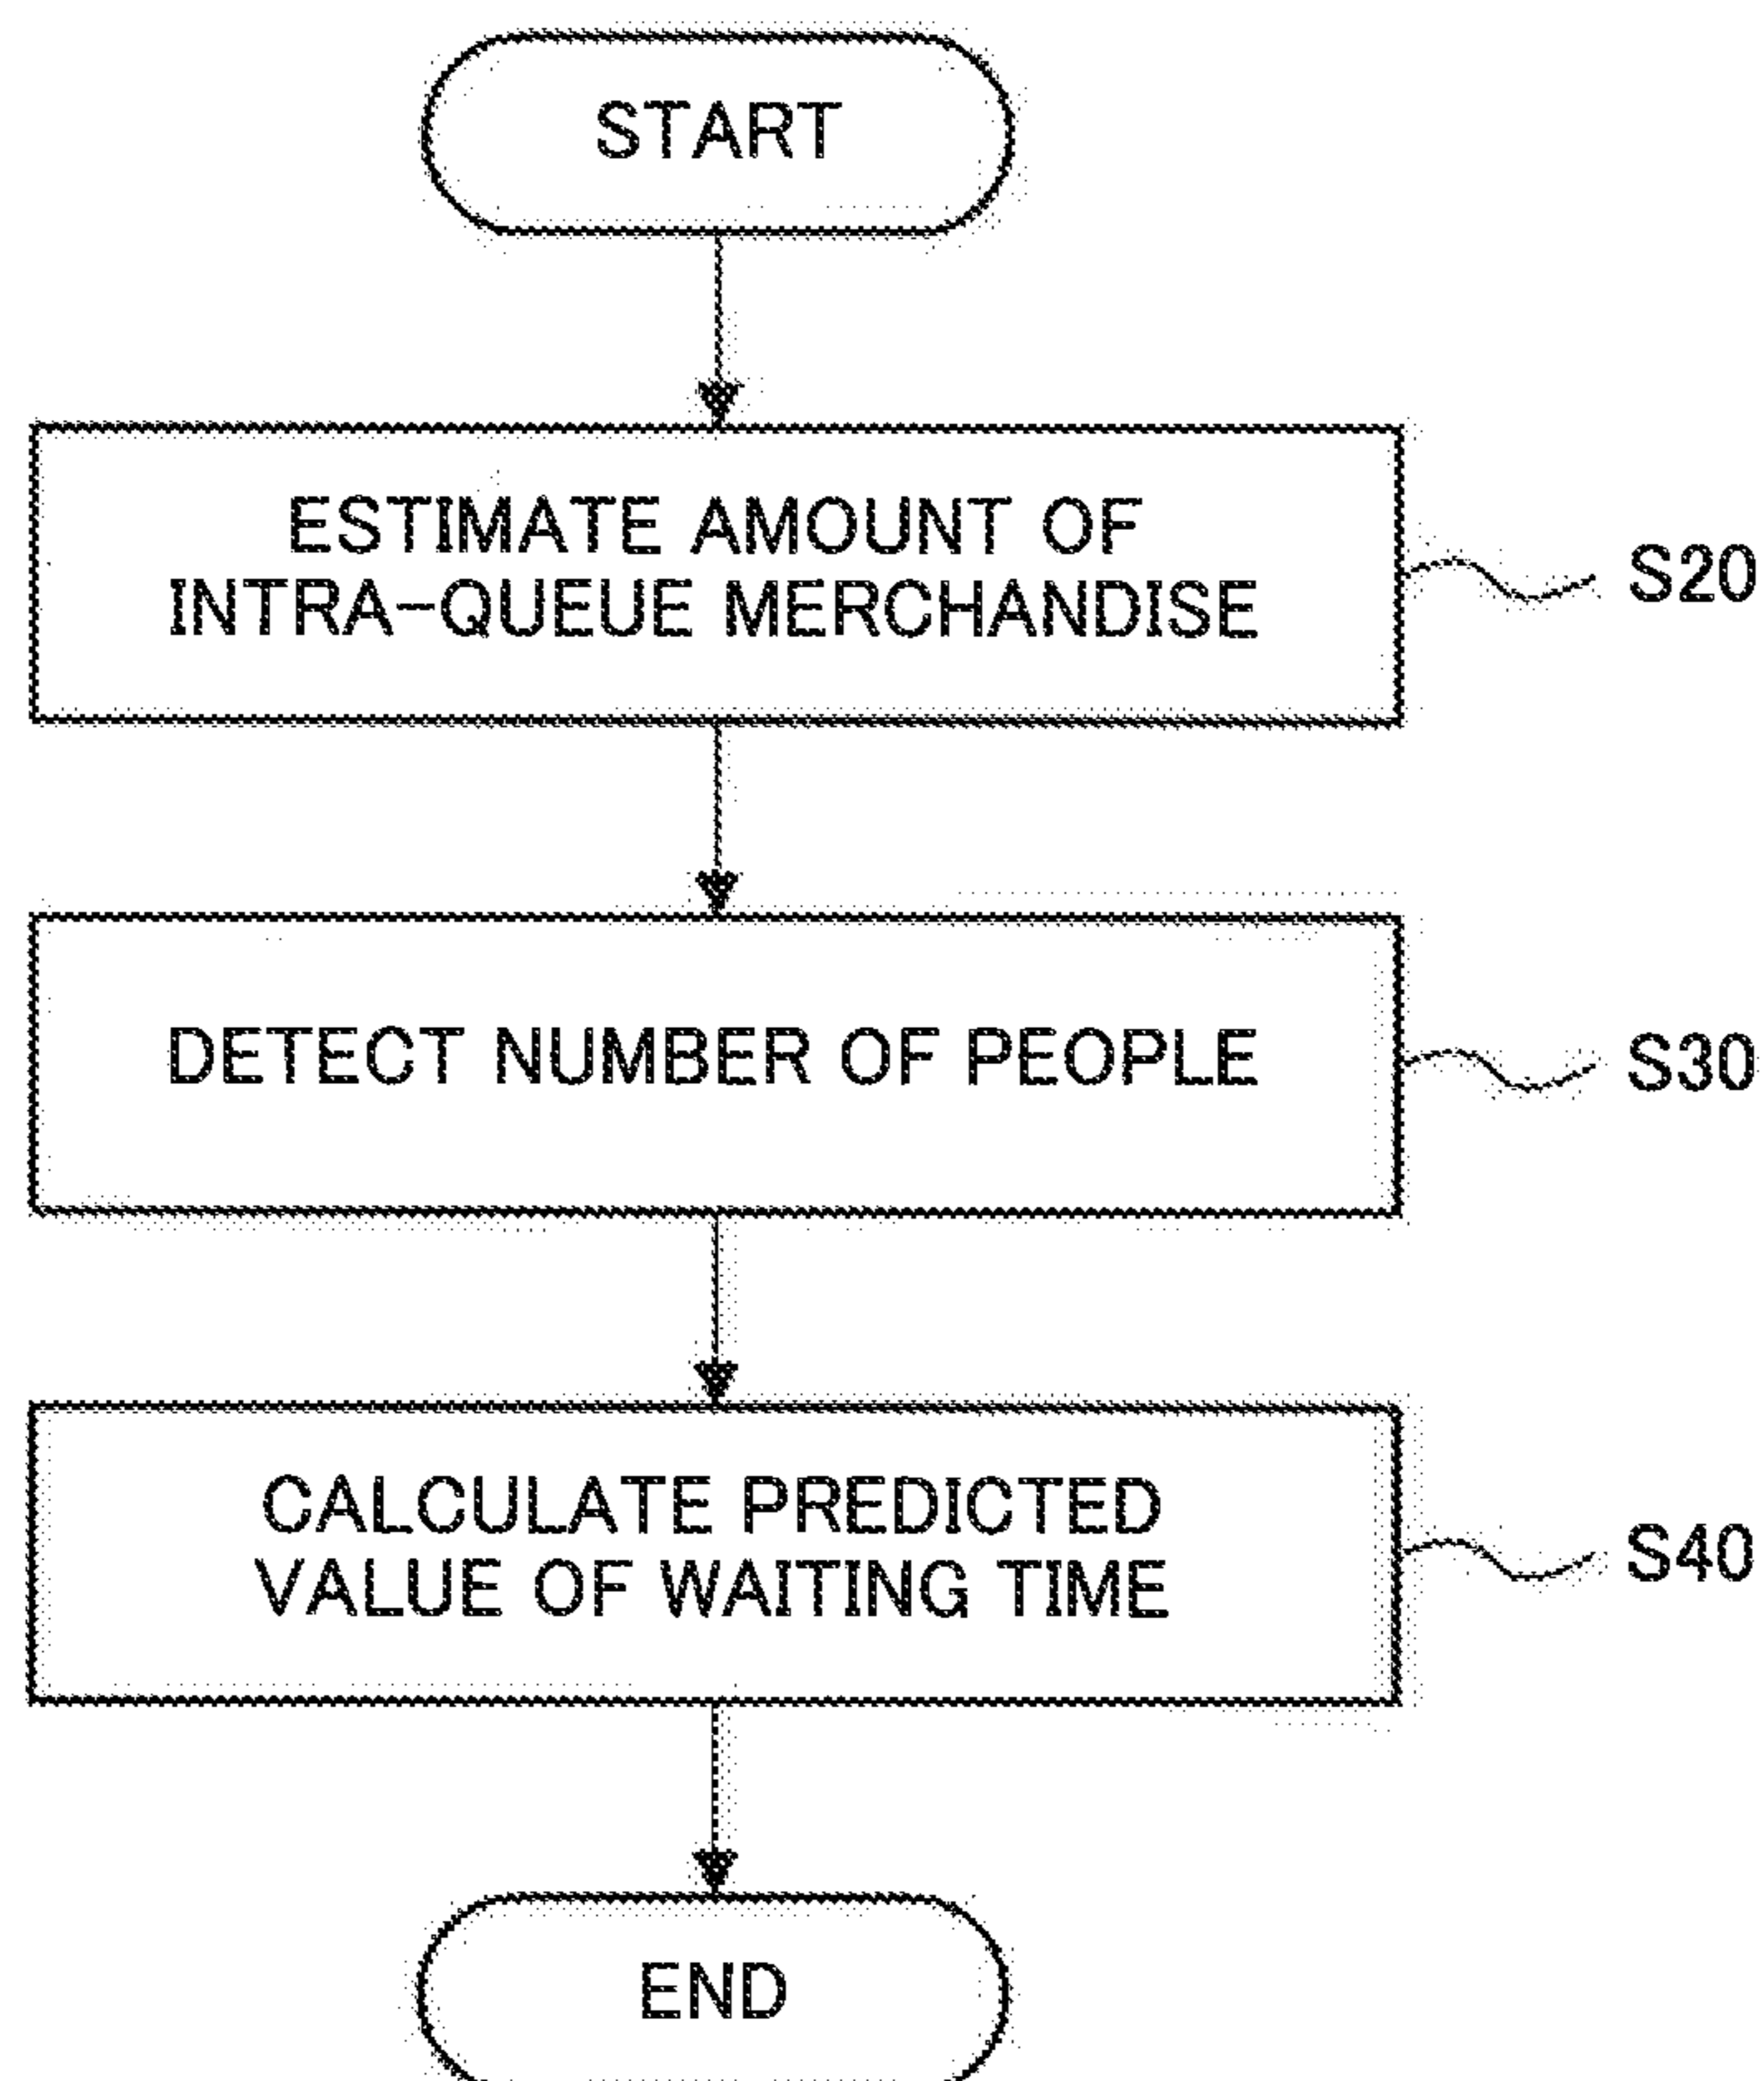 START
ESTIMATE AMOUNT OF
INTRA-QUEUE MERCHANDISE
S20
DETECT NUMBER OF PEOPLE
S30
CALCULATE PREDICTED
VALUE OF WAITING TIME
S40
END